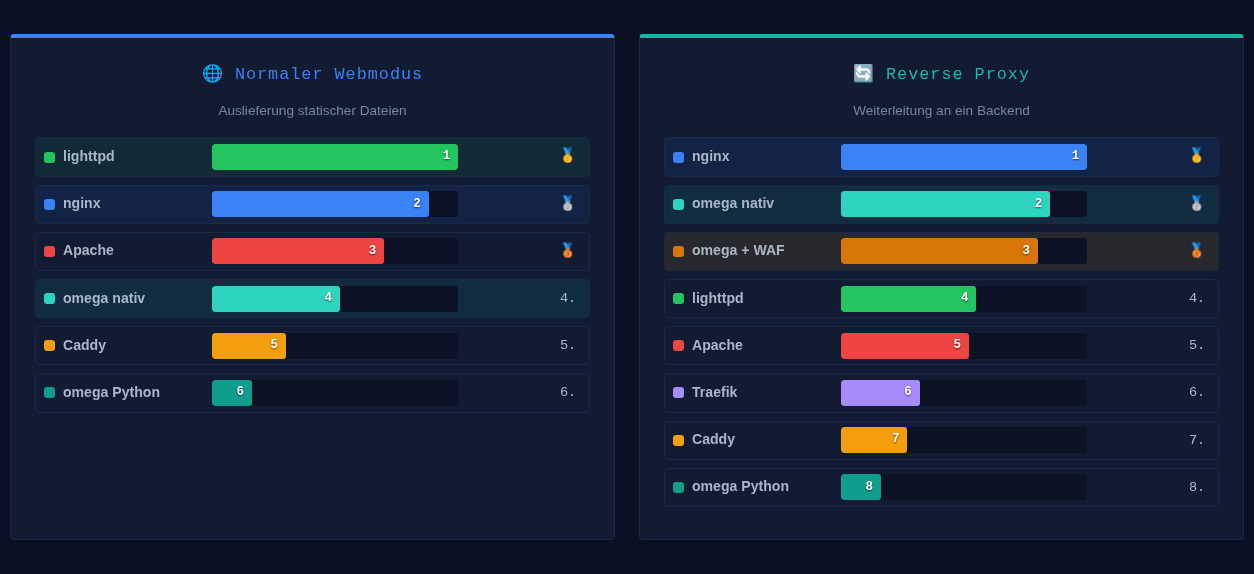 🌐 Normaler Webmodus
Auslieferung statischer Dateien
lighttpd 1 🥇
nginx 2 🥈
Apache 3 🥉
omega nativ 4 4.
Caddy 5 5.
omega Python 6 6.
🔄 Reverse Proxy
Weiterleitung an ein Backend
nginx 1 🥇
omega nativ 2 🥈
omega + WAF 3 🥉
lighttpd 4 4.
Apache 5 5.
Traefik 6 6.
Caddy 7 7.
omega Python 8 8.